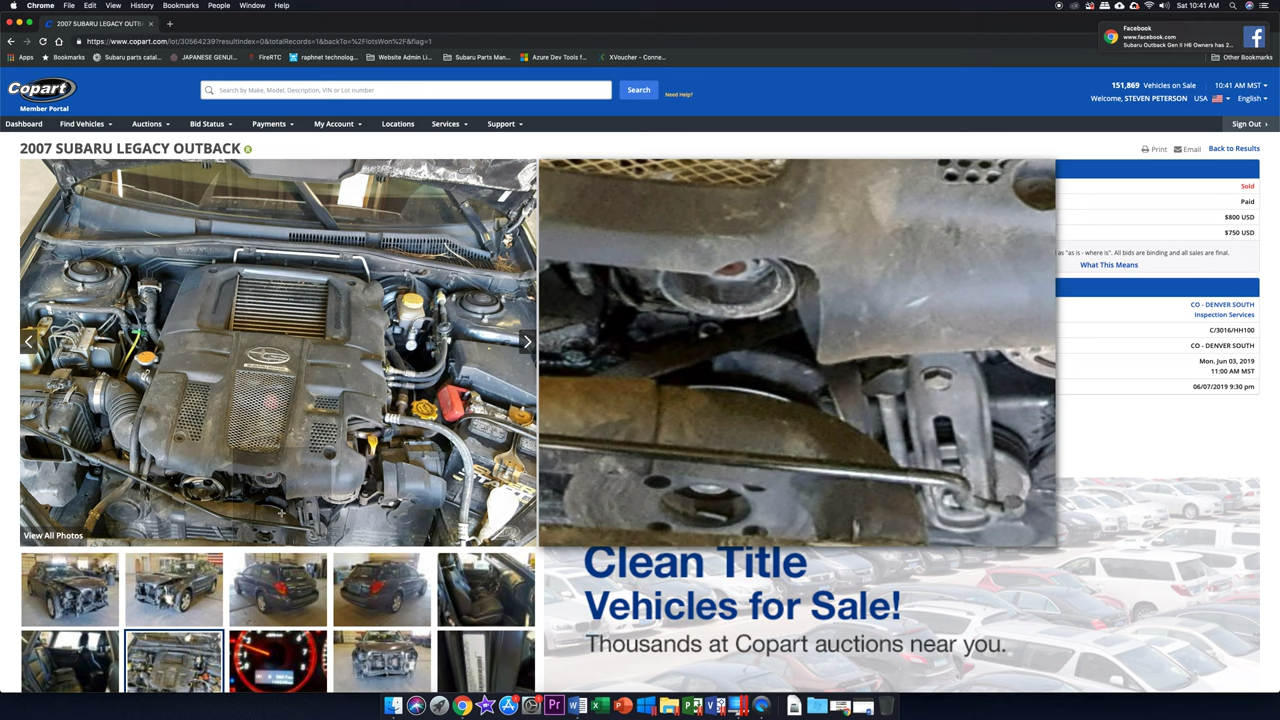 Chrome File Edit View History Bookmarks People Window Help
Sat 10:41 AM
2007 SUBARU LEGACY OUTB
https://www.copart.com/lot/30564239?resultIndex=0&totalRecords=1&backTo=%2FlotsWon%2F&flag=1
Facebook
www.facebook.com
Subaru Outback Gen II H6 Owners has 2...
Apps Bookmarks Subaru parts catal... JAPANESE GENUI... FireRTC raphnet technolog... Website Admin Li... Subaru Parts Man... Azure Dev Tools f... XVoucher - Conne...
Other Bookmarks
Copart
Member Portal
Search by Make, Model, Description, VIN or Lot number
Search
Need Help?
151,869 Vehicles on Sale 10:41 AM MST
Welcome, STEVEN PETERSON USA English
Dashboard Find Vehicles Auctions Bid Status Payments My Account Locations Services Support Sign Out
2007 SUBARU LEGACY OUTBACK
Print Email Back to Results
Sold
Paid
$800 USD
$750 USD
as "as is - where is". All bids are binding and all sales are final.
What This Means
CO - DENVER SOUTH
Inspection Services
C/3016/HH100
CO - DENVER SOUTH
Mon. Jun 03, 2019
11:00 AM MST
06/07/2019 9:30 pm
View All Photos
Clean Title
Vehicles for Sale!
Thousands at Copart auctions near you.